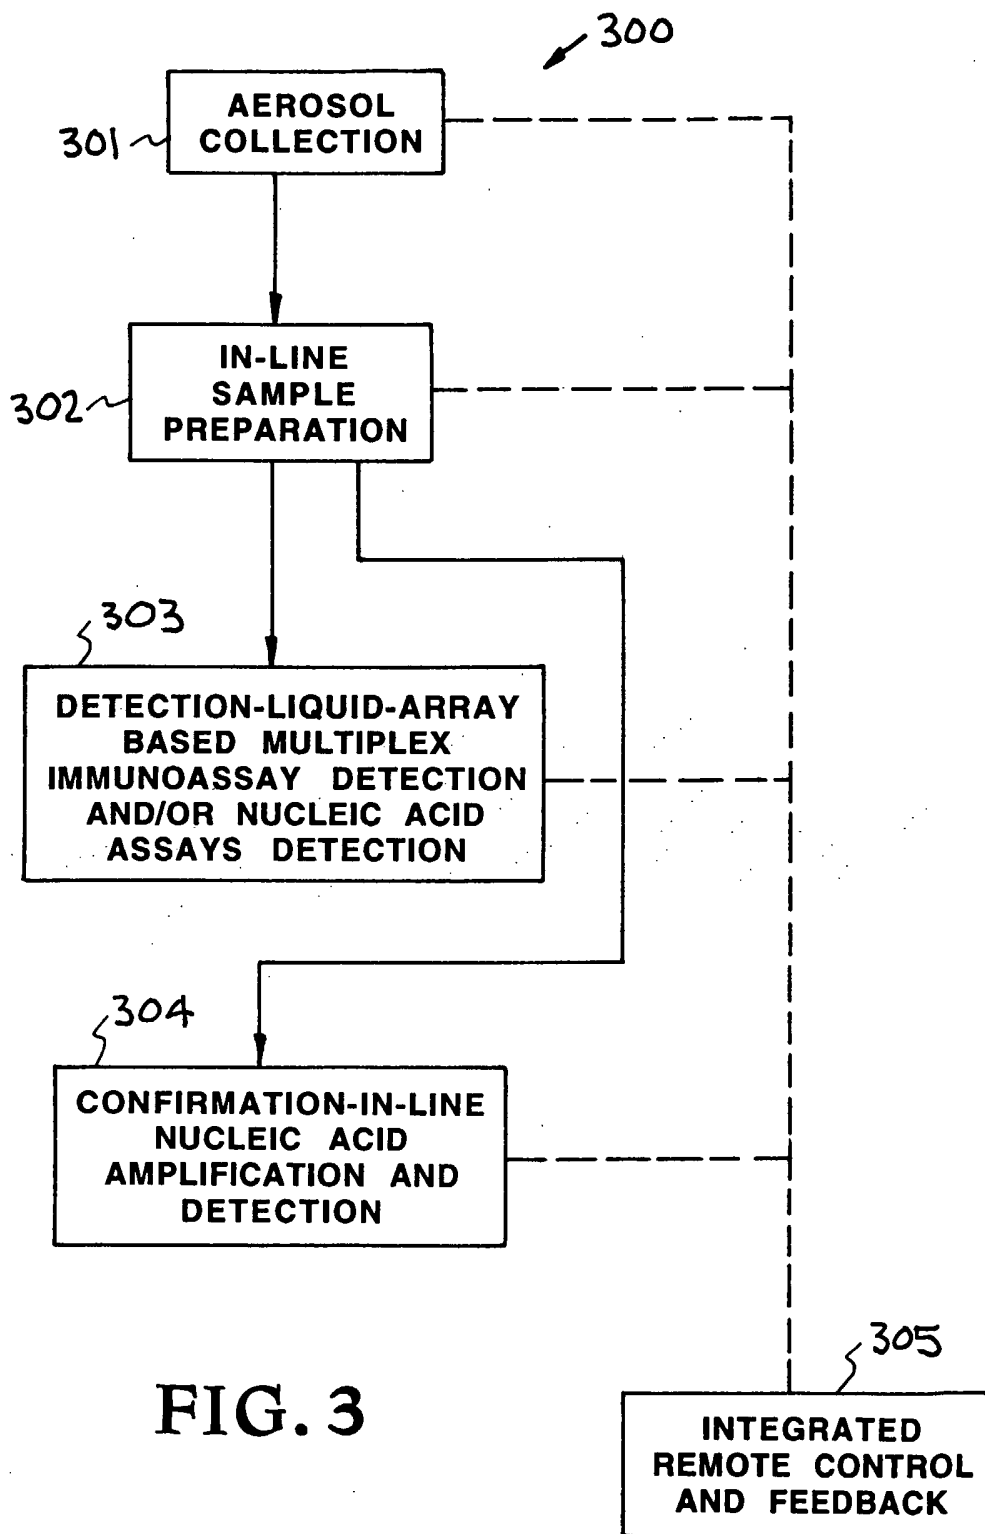 300
AEROSOL
COLLECTION
301
IN-LINE
SAMPLE
PREPARATION
302
303
DETECTION-LIQUID-ARRAY
BASED MULTIPLEX
IMMUNOASSAY DETECTION
AND/OR NUCLEIC ACID
ASSAYS DETECTION
304
CONFIRMATION-IN-LINE
NUCLEIC ACID
AMPLIFICATION AND
DETECTION
305
INTEGRATED
REMOTE CONTROL
AND FEEDBACK
FIG. 3